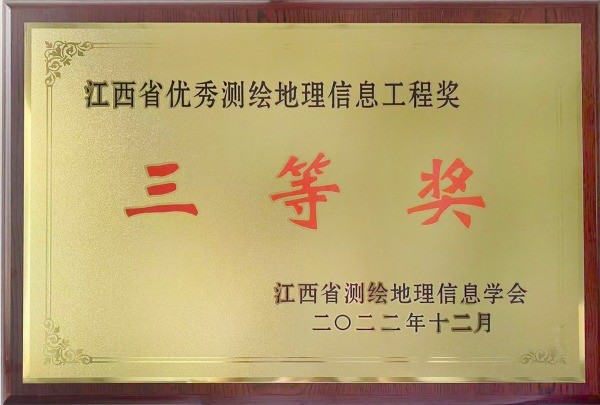 江西省优秀测绘地理信息工程奖
三等奖
江西省测绘地理信息学会
二〇二二年十二月